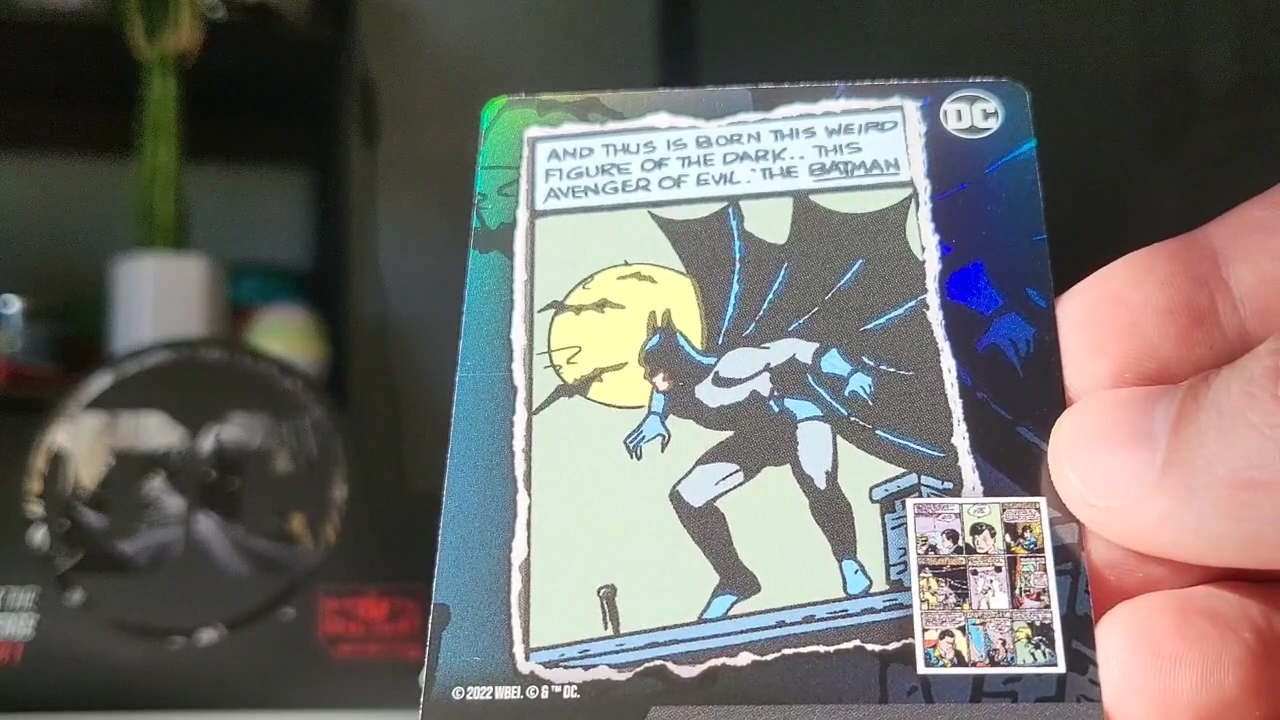 DC
AND THUS IS BORN THIS WEIRD
FIGURE OF THE DARK.. THIS
AVENGER OF EVIL. 'THE BATMAN
© 2022 WBEI. © & ™ DC.